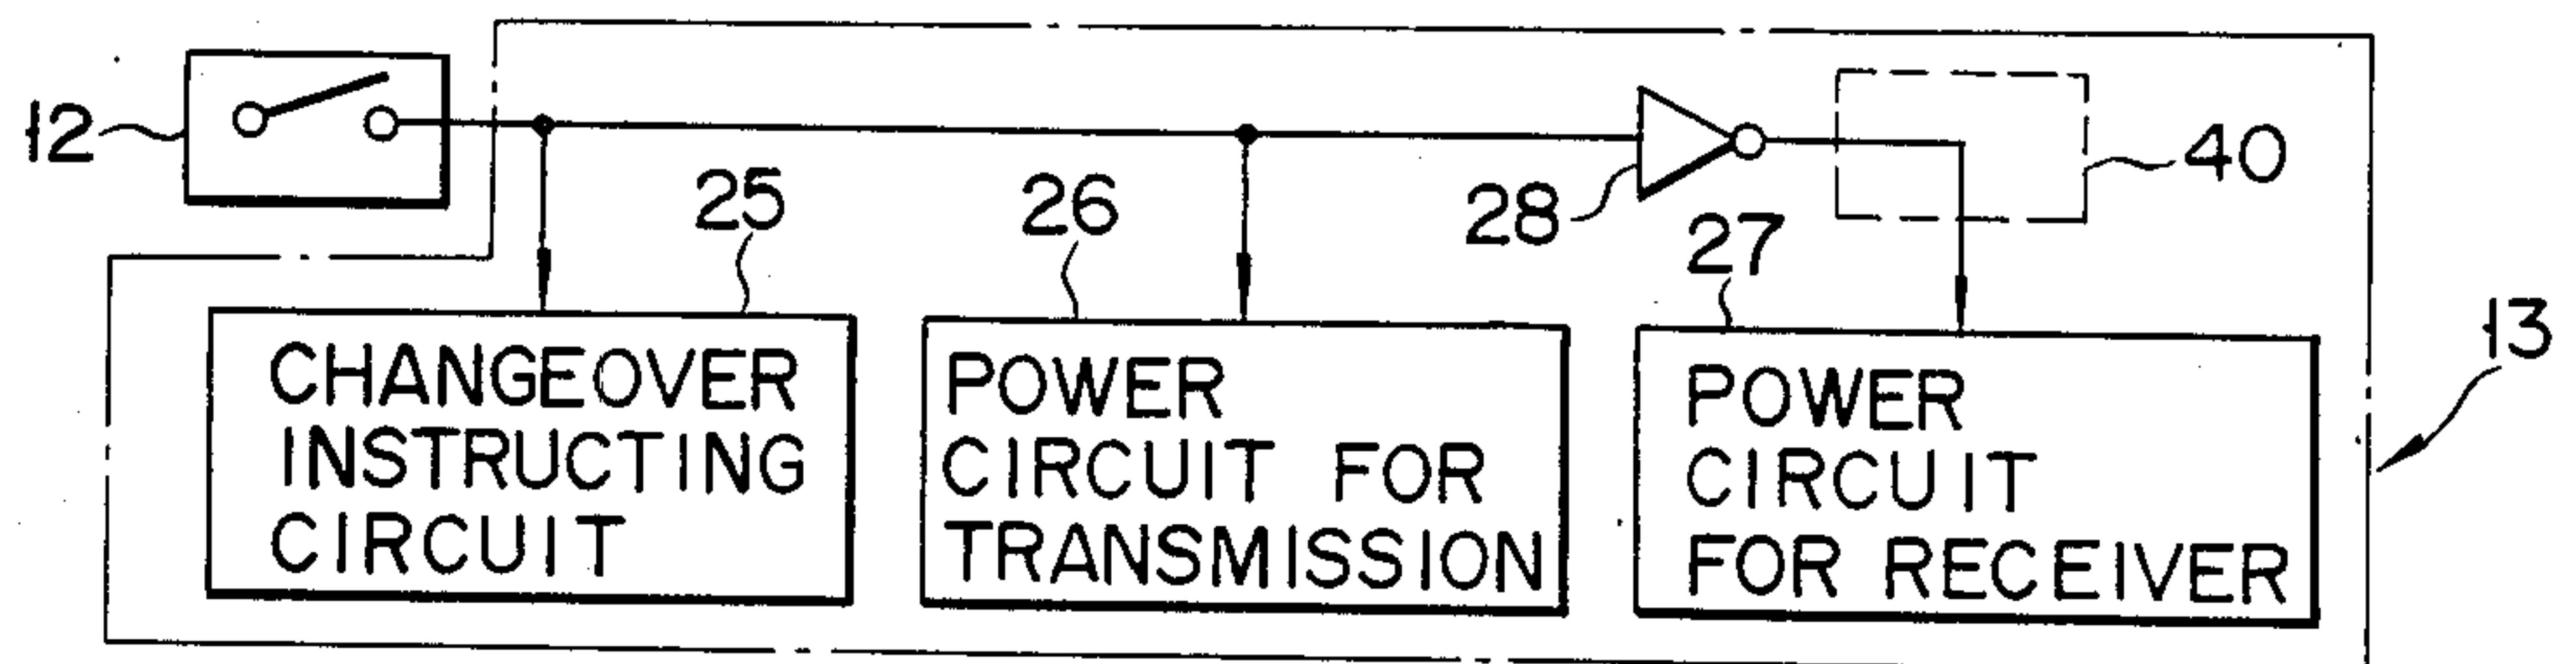 12
25
26
28
40
27
13
CHANGEOVER
INSTRUCTING
CIRCUIT
POWER
CIRCUIT FOR
TRANSMISSION
POWER
CIRCUIT
FOR RECEIVER